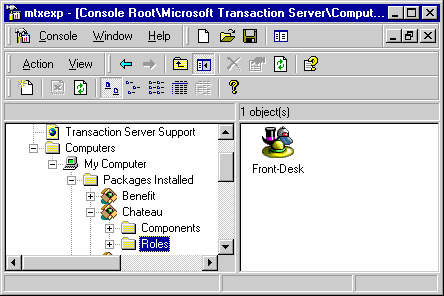 mtxexp - [Console Root\Microsoft Transaction Server\Comput...
Console Window Help
Action View
1 object(s)
Transaction Server Support
Computers
My Computer
Packages Installed
Benefit
Chateau
Components
Roles
Front-Desk